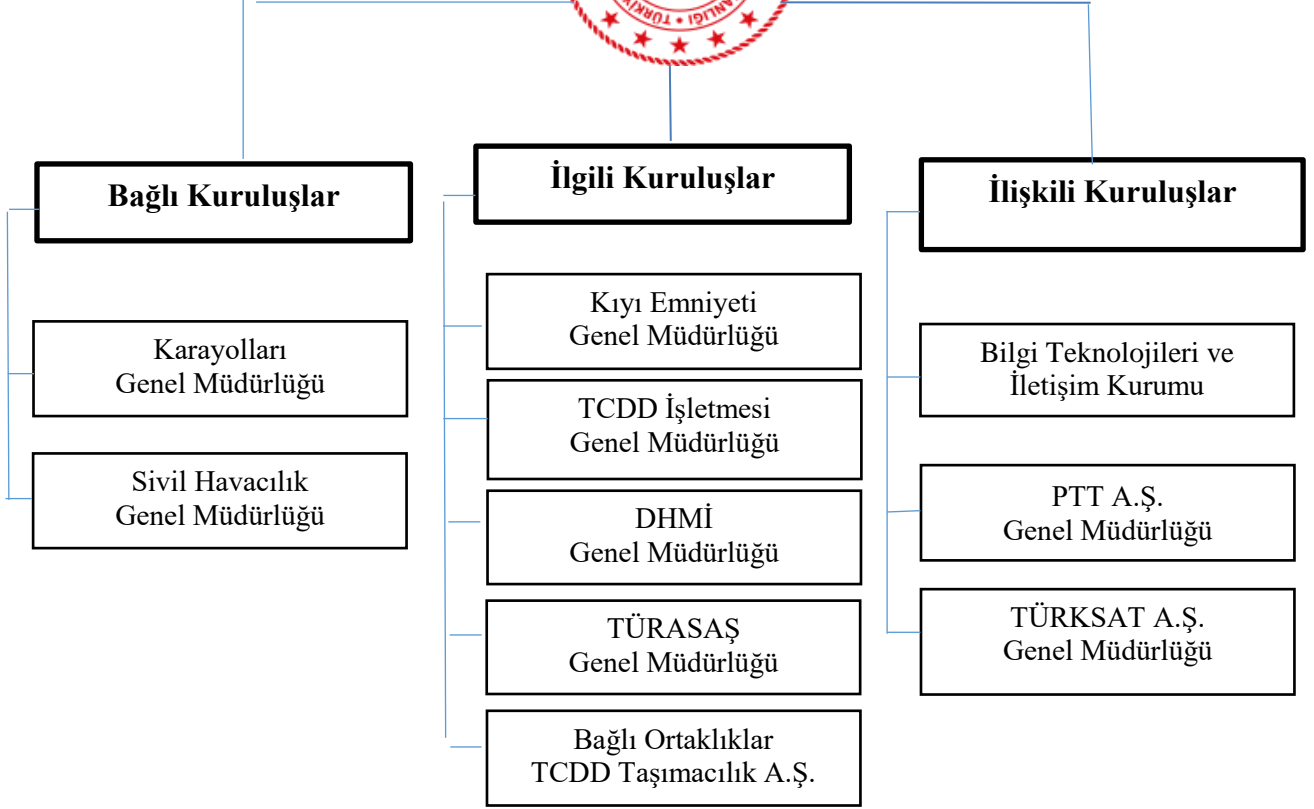 TÜRKİY
ANLIĞI
Bağlı Kuruluşlar
Karayolları
Genel Müdürlüğü
Sivil Havacılık
Genel Müdürlüğü
İlgili Kuruluşlar
Kıyı Emniyeti
Genel Müdürlüğü
TCDD İşletmesi
Genel Müdürlüğü
DHMİ
Genel Müdürlüğü
TÜRASAŞ
Genel Müdürlüğü
Bağlı Ortaklıklar
TCDD Taşımacılık A.Ş.
İlişkili Kuruluşlar
Bilgi Teknolojileri ve
İletişim Kurumu
PTT A.Ş.
Genel Müdürlüğü
TÜRKSAT A.Ş.
Genel Müdürlüğü